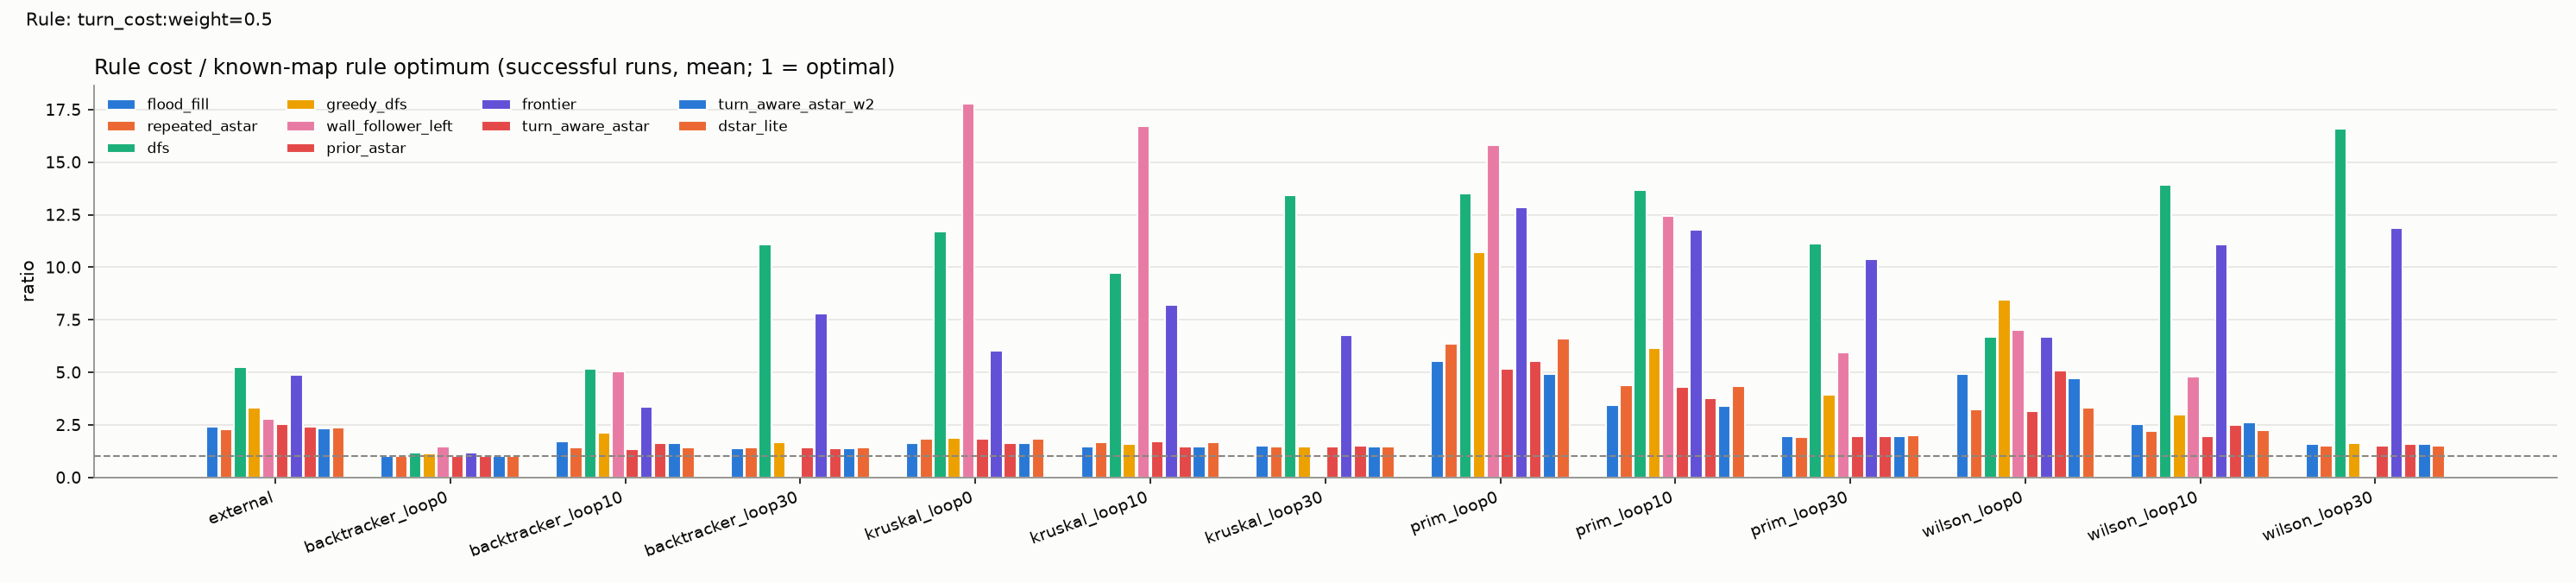 Rule: turn_cost:weight=0.5
Rule cost / known-map rule optimum (successful runs, mean; 1 = optimal)
flood_fill
repeated_astar
dfs
greedy_dfs
wall_follower_left
prior_astar
frontier
turn_aware_astar
turn_aware_astar_w2
dstar_lite
ratio
17.5
15.0
12.5
10.0
7.5
5.0
2.5
0.0
external
backtracker_loop0
backtracker_loop10
backtracker_loop30
kruskal_loop0
kruskal_loop10
kruskal_loop30
prim_loop0
prim_loop10
prim_loop30
wilson_loop0
wilson_loop10
wilson_loop30